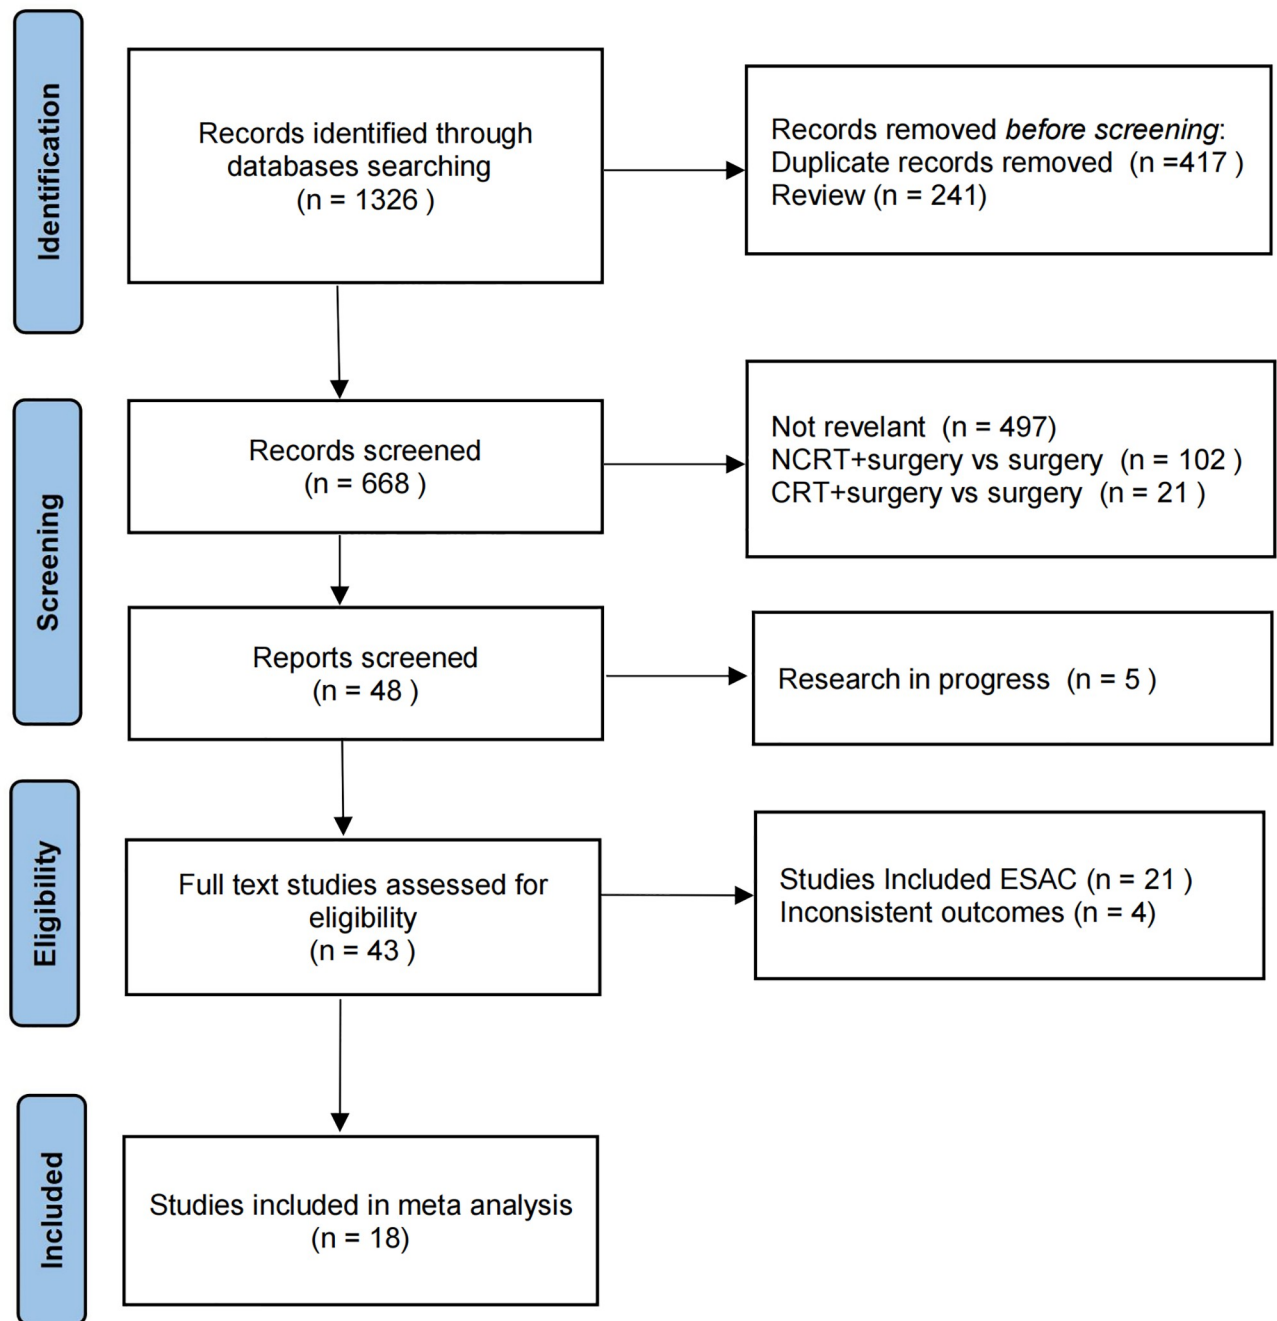 Identification
Records identified through
databases searching
(n = 1326 )
Records removed before screening:
Duplicate records removed (n =417 )
Review (n = 241)
Screening
Records screened
(n = 668 )
Not revelant (n = 497)
NCRT+surgery vs surgery (n = 102 )
CRT+surgery vs surgery (n = 21 )
Reports screened
(n = 48 )
Research in progress (n = 5 )
Eligibility
Full text studies assessed for
eligibility
(n = 43 )
Studies Included ESAC (n = 21 )
Inconsistent outcomes (n = 4)
Included
Studies included in meta analysis
(n = 18)